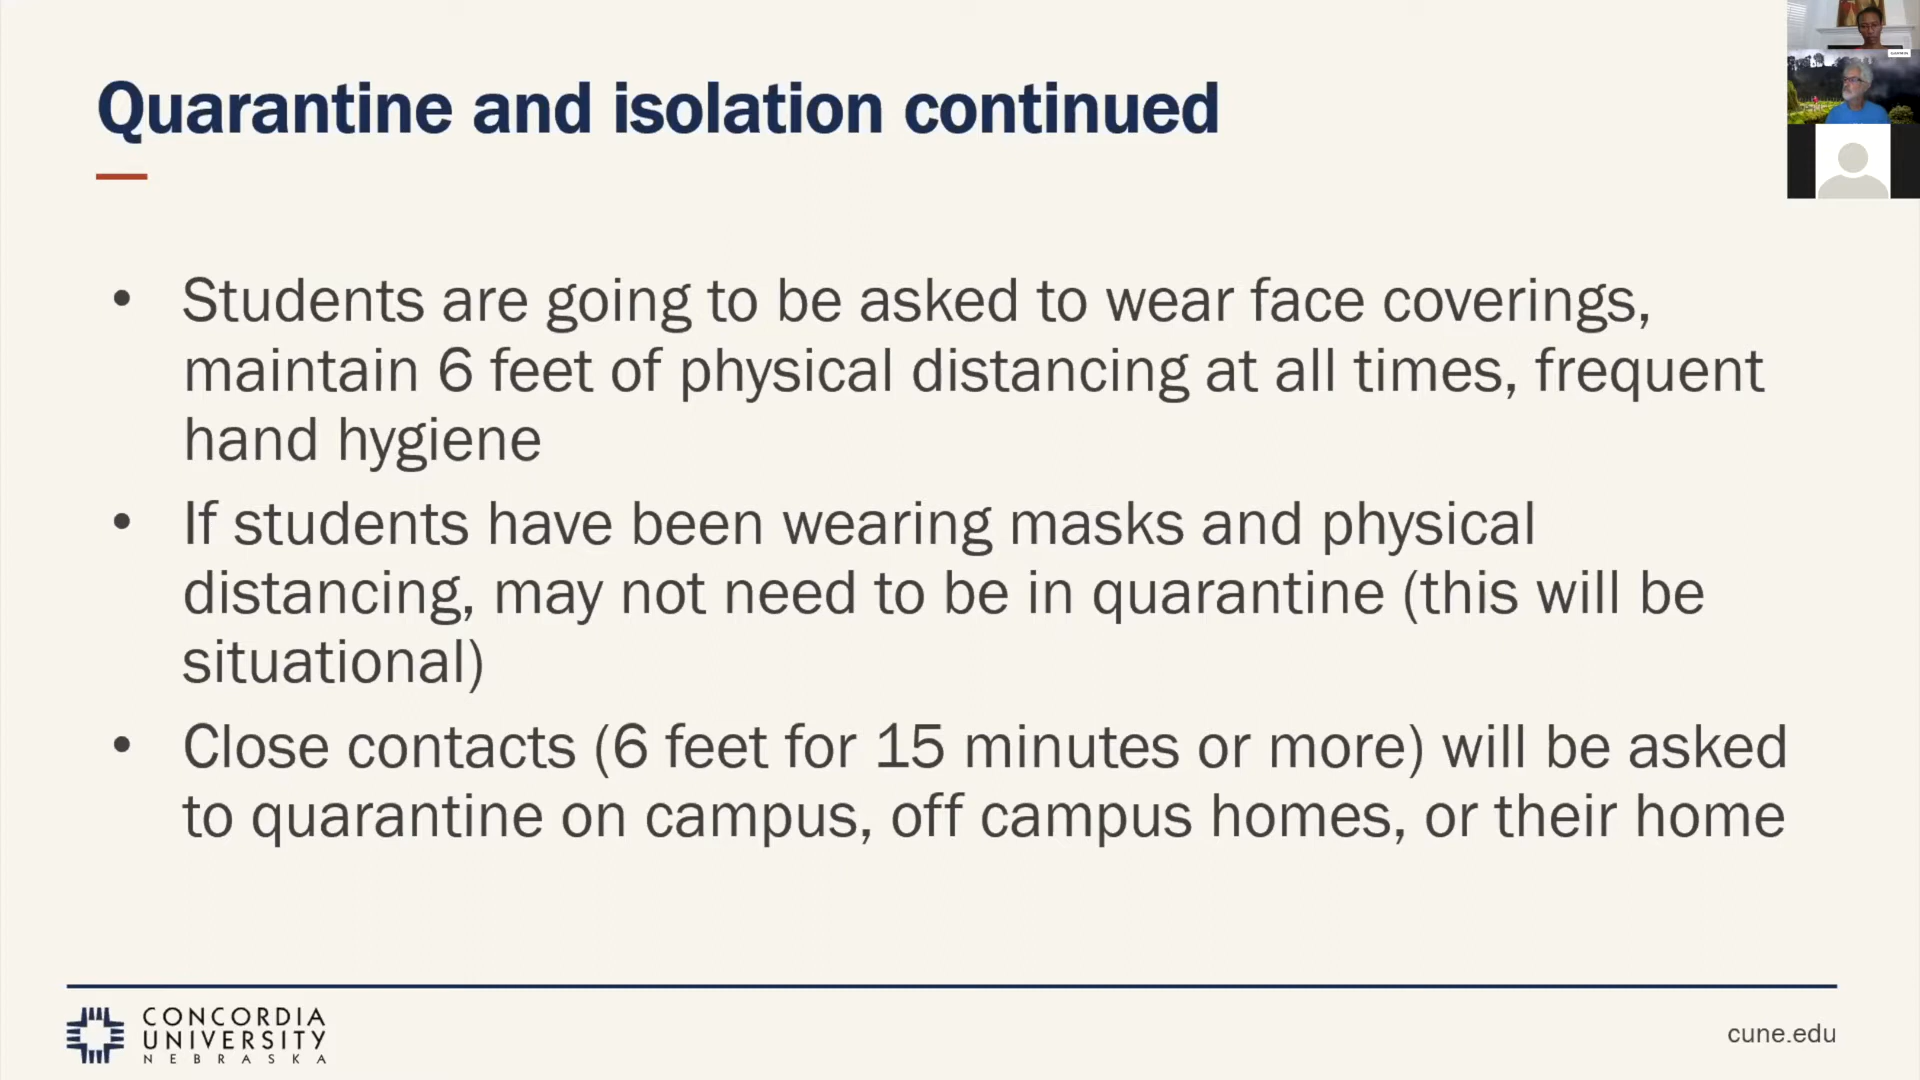 Quarantine and isolation continued
• Students are going to be asked to wear face coverings,
maintain 6 feet of physical distancing at all times, frequent
hand hygiene
• If students have been wearing masks and physical
distancing, may not need to be in quarantine (this will be
situational)
• Close contacts (6 feet for 15 minutes or more) will be asked
to quarantine on campus, off campus homes, or their home
CONCORDIA
UNIVERSITY
NEBRASKA
cune.edu